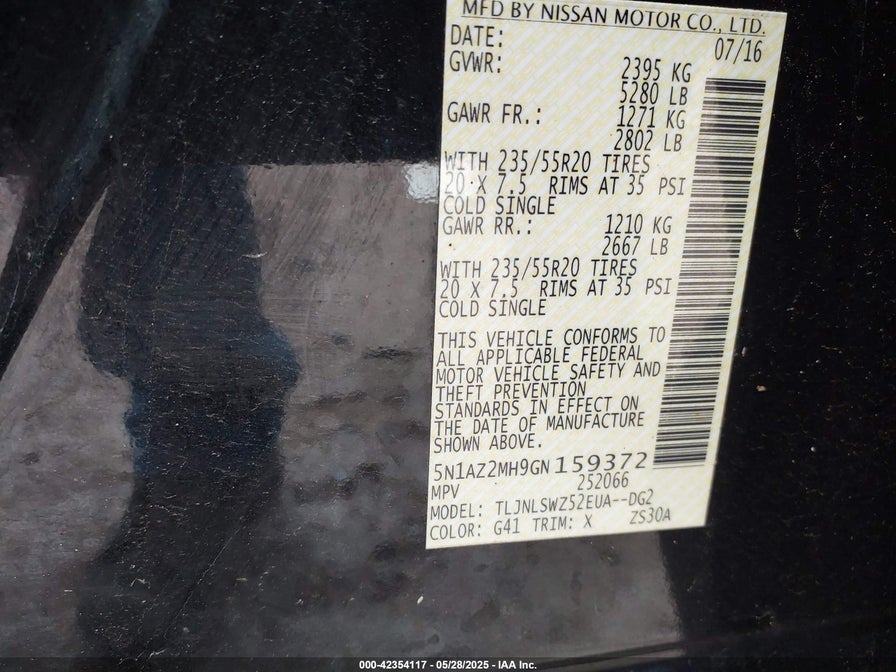 MFD BY NISSAN MOTOR CO., LTD.
DATE: 07/16
GVWR: 2395 KG
5280 LB
GAWR FR.: 1271 KG
2802 LB
WITH 235/55R20 TIRES
20 X 7.5 RIMS AT 35 PSI
COLD SINGLE
GAWR RR.: 1210 KG
2667 LB
WITH 235/55R20 TIRES
20 X 7.5 RIMS AT 35 PSI
COLD SINGLE
THIS VEHICLE CONFORMS TO
ALL APPLICABLE FEDERAL
MOTOR VEHICLE SAFETY AND
THEFT PREVENTION
STANDARDS IN EFFECT ON
THE DATE OF MANUFACTURE
SHOWN ABOVE.
5N1AZ2MH9GN159372
MPV 252066
MODEL: TLJNLSWZ52EUA--DG2
COLOR: G41 TRIM: X ZS30A
000-42354117 - 05/28/2025 - IAA Inc.